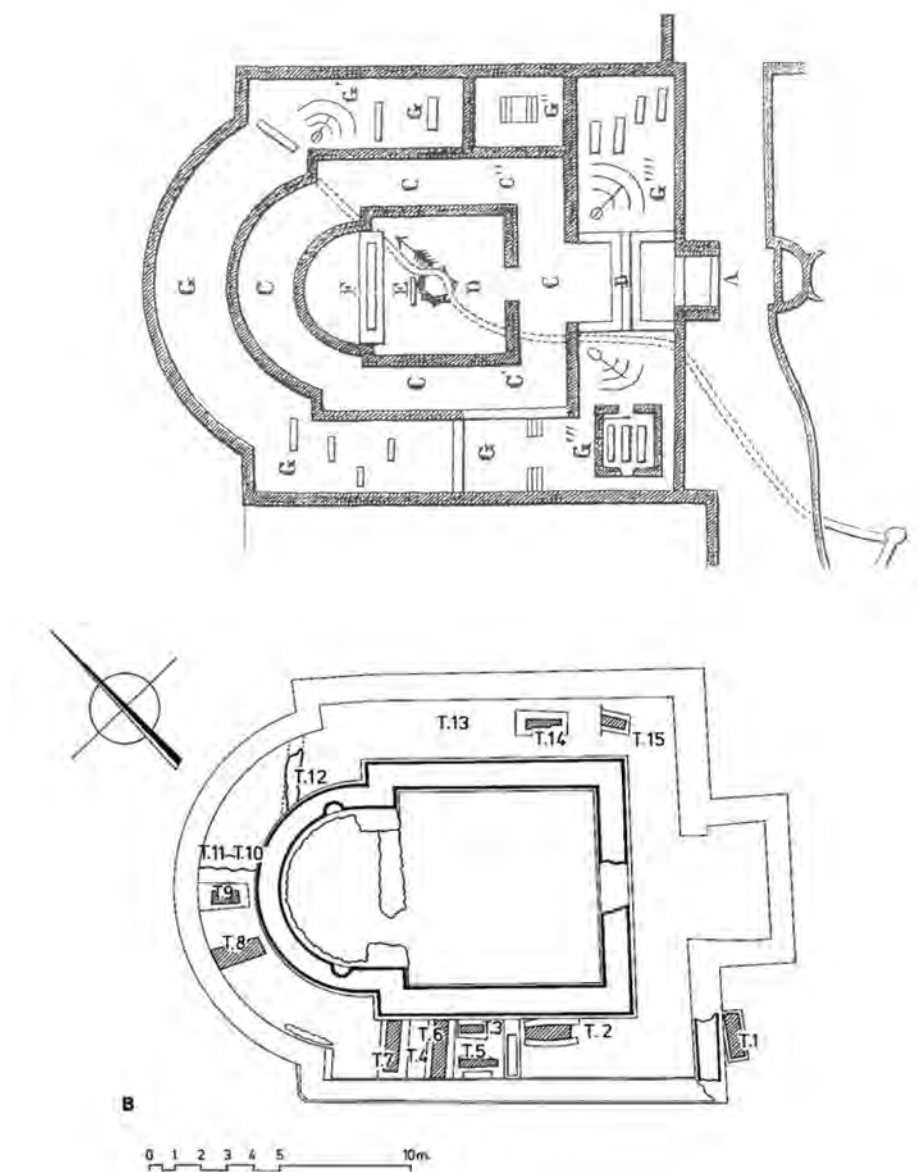 G' G G''
C C'' G''''
G C F E D C B A
C C'
G G G'''
T.13 T.14 T.15
T.12
T.11-T.10
T.9
T.8
T.7 T.4 T.6 T.3 T.5 T.2 T.1
B
0 1 2 3 4 5 10m.